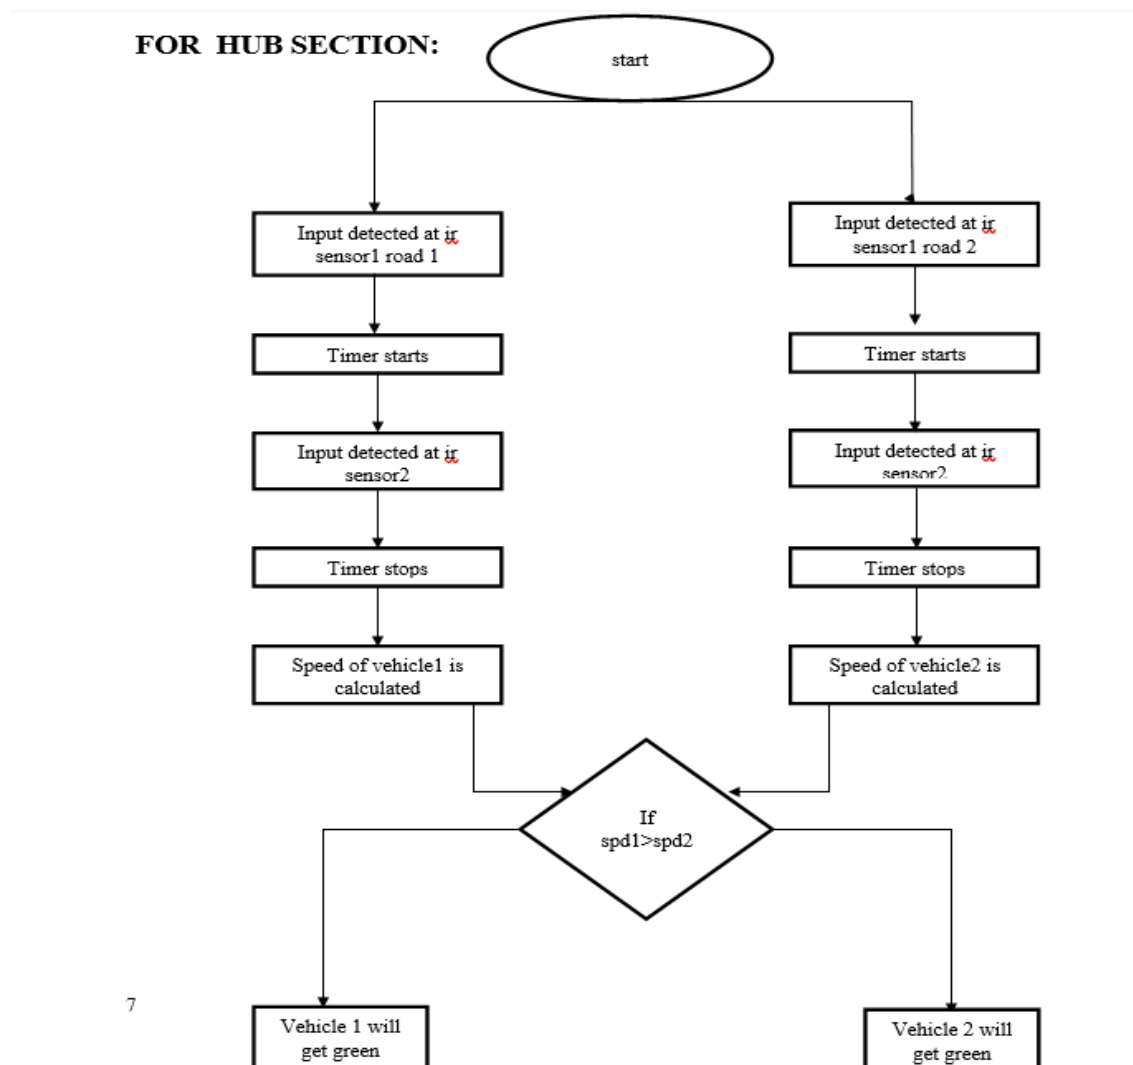 FOR HUB SECTION:
start
Input detected at ir
sensor1 road 1
Input detected at ir
sensor1 road 2
Timer starts
Timer starts
Input detected at ir
sensor2
Input detected at ir
sensor2
Timer stops
Timer stops
Speed of vehicle1 is
calculated
Speed of vehicle2 is
calculated
If
spd1>spd2
7
Vehicle 1 will
get green
Vehicle 2 will
get green